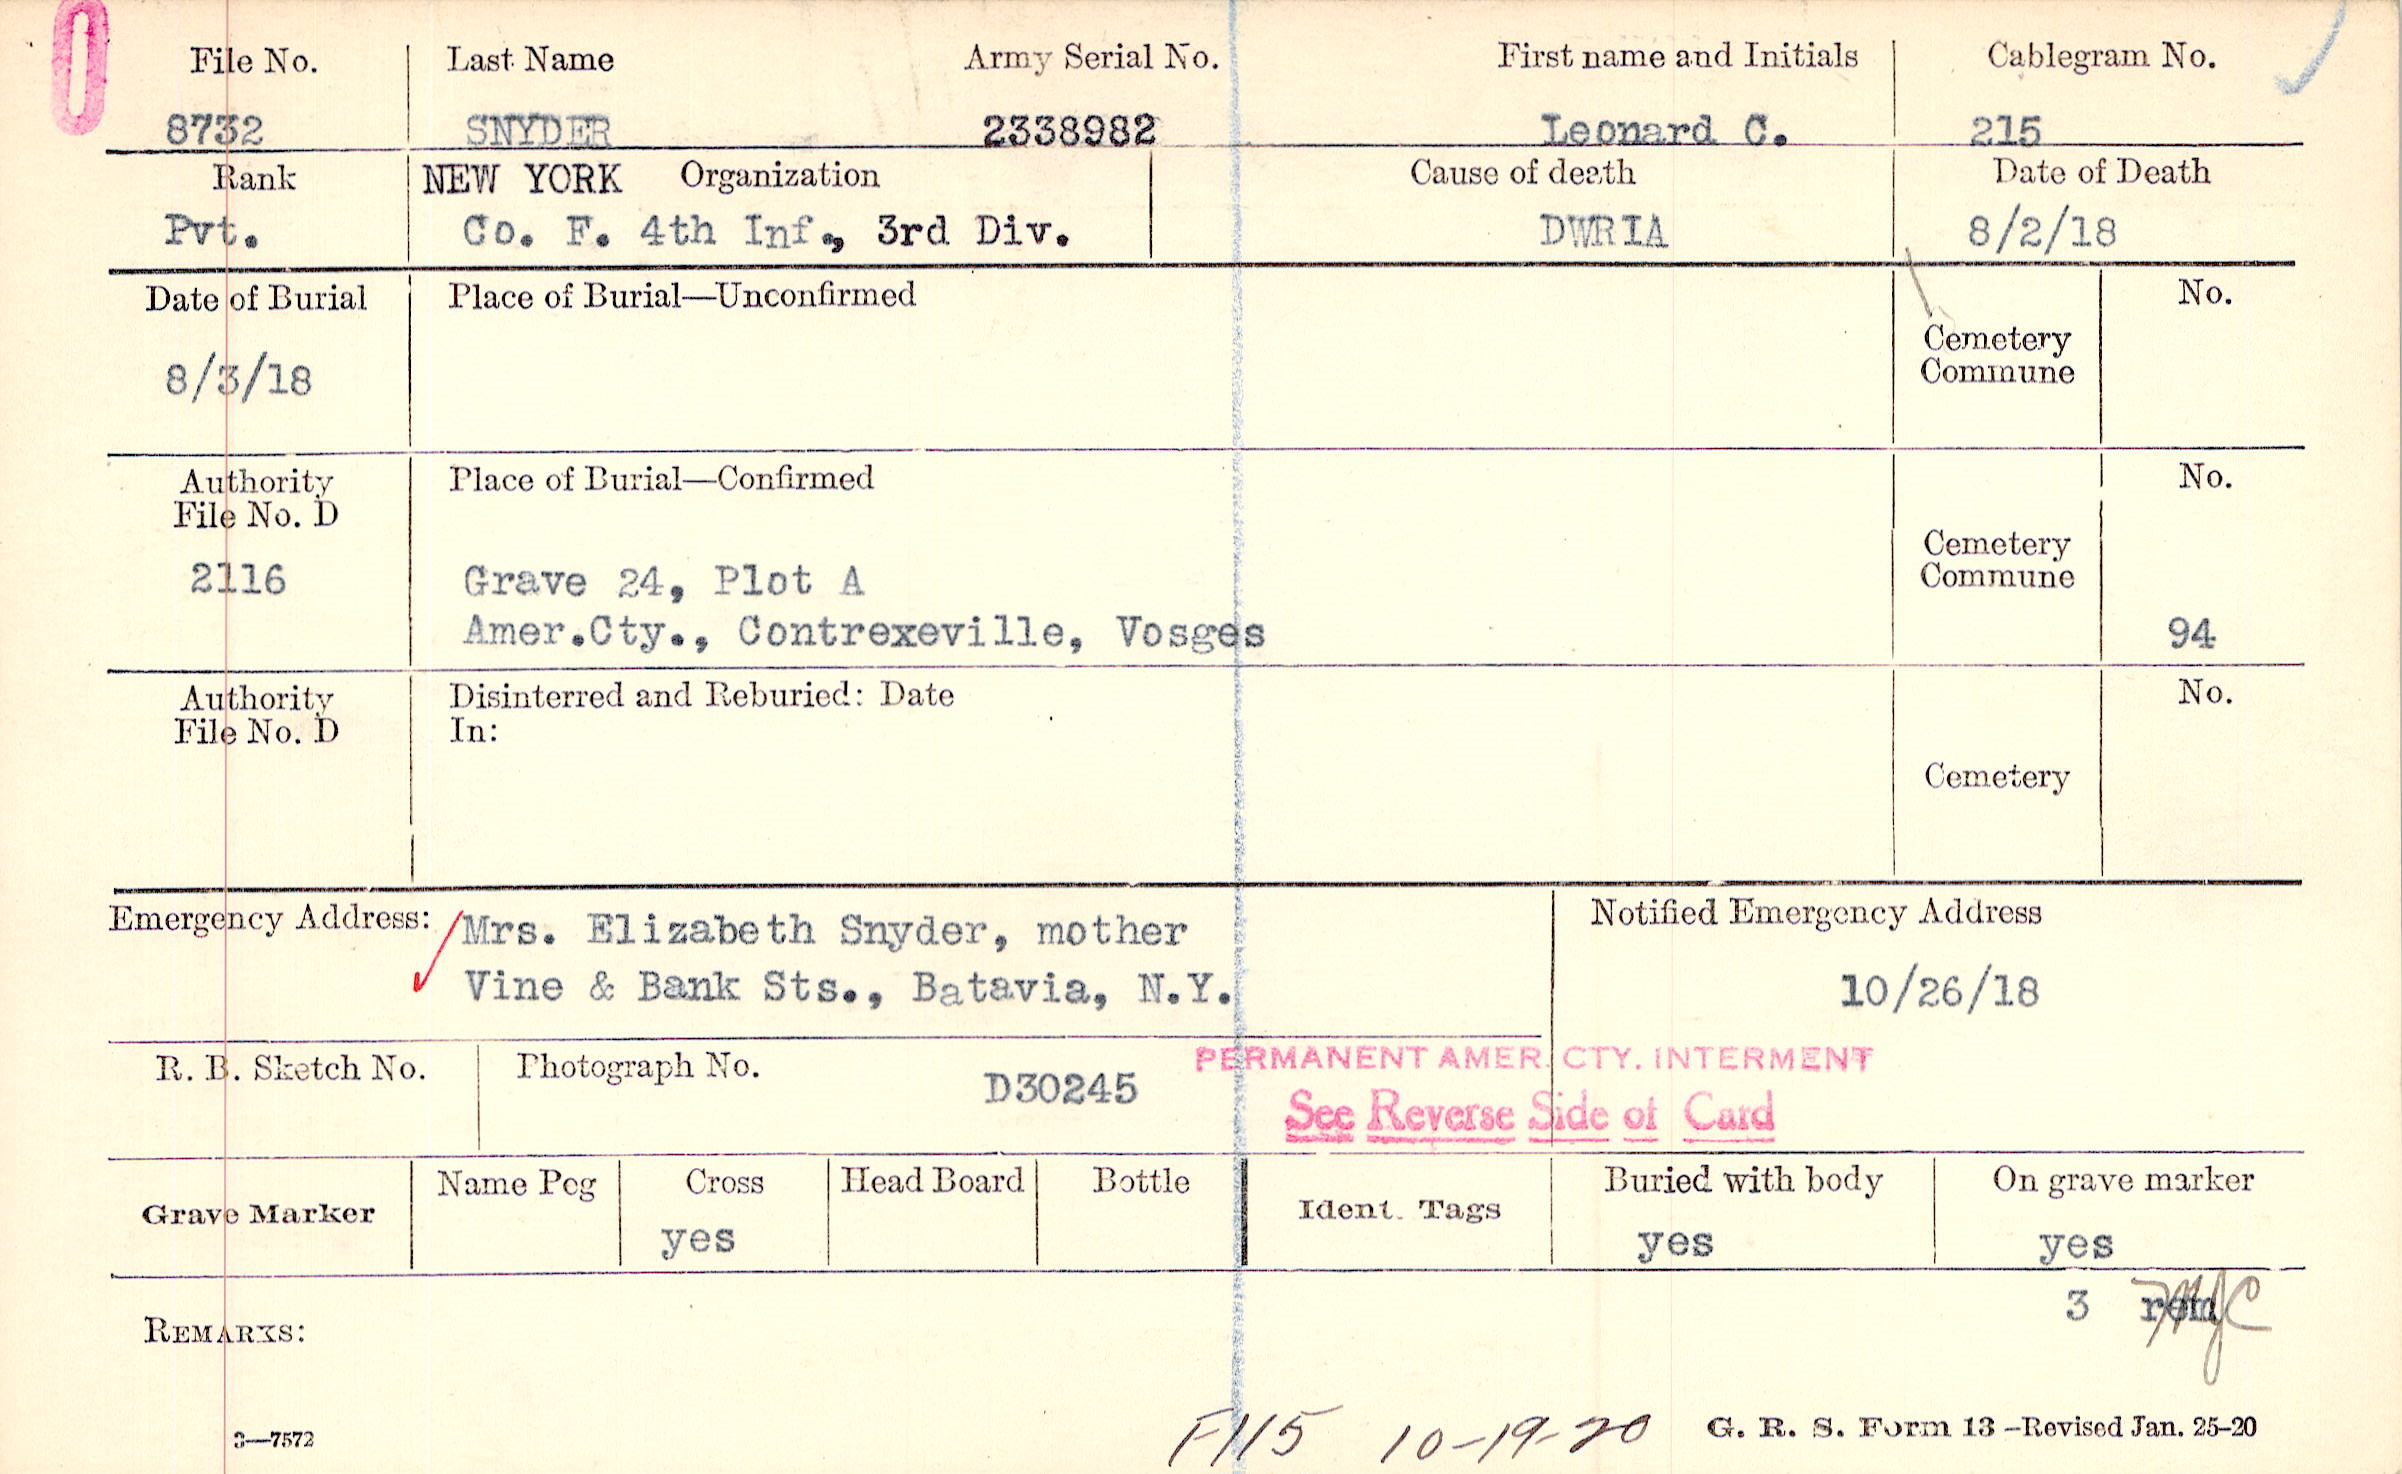 0
File No. Last Name Army Serial No. First name and Initials Cablegram No.
8732 SNYDER 2338982 Leonard C. 215
Rank NEW YORK Organization Cause of death Date of Death
Pvt. Co. F. 4th Inf., 3rd Div. DWRIA 8/2/18
Date of Burial Place of Burial—Unconfirmed No.
Cemetery
Commune
8/3/18
Authority Place of Burial—Confirmed No.
File No. D
Cemetery
Commune
2116 Grave 24, Plot A
Amer.Cty., Contrexeville, Vosges 94
Authority Disinterred and Reburied: Date No.
File No. D In:
Cemetery
Emergency Address: Mrs. Elizabeth Snyder, mother Notified Emergency Address
Vine & Bank Sts., Batavia, N.Y. 10/26/18
R. B. Sketch No. Photograph No. D30245
PERMANENT AMER. CTY. INTERMENT
See Reverse Side of Card
Grave Marker Name Peg Cross Head Board Bottle Ident. Tags Buried with body On grave marker
yes yes yes
3 rem
REMARKS:
3—7572 F115 10-19-20 G. R. S. Form 13 -Revised Jan. 25-20